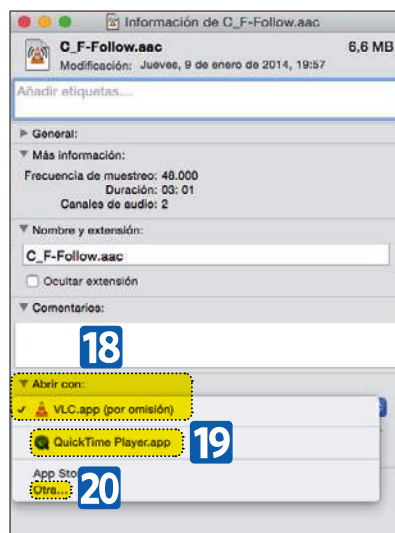 Información de C_F-Follow.aac
C_F-Follow.aac 6,6 MB
Modificación: Jueves, 9 de enero de 2014, 19:57
Añadir etiquetas...
General:
Más información:
Frecuencia de muestreo: 48.000
Duración: 03: 01
Canales de audio: 2
Nombre y extensión:
C_F-Follow.aac
Ocultar extensión
Comentarios:
18
Abrir con:
VLC.app (por omisión)
QuickTime Player.app 19
App Sto
Otra... 20